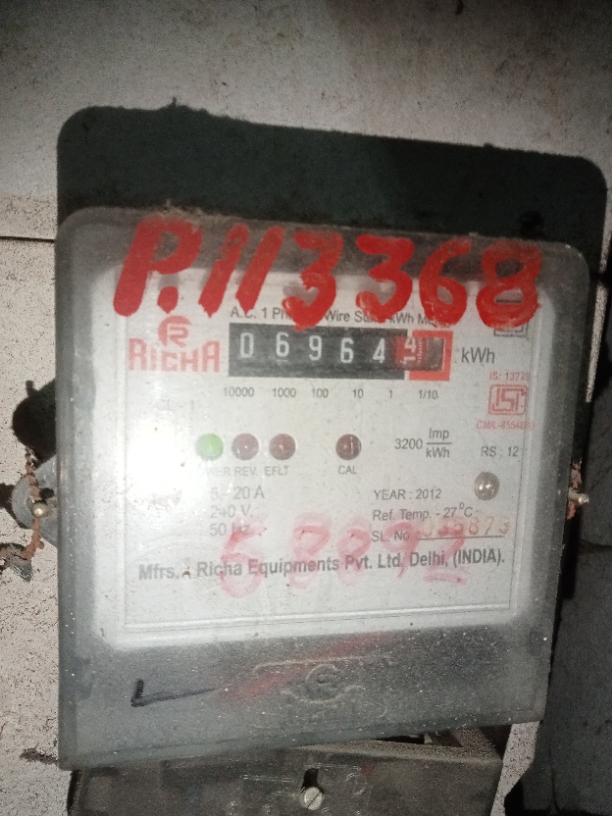 P.113368
A.C. 1 Ph Wire kWh
RICHA
06964 kWh
10000 1000 100 10 1 1/10
IS: 13779
3200 Imp/kWh
RS: 12
REV. EFLT CAL
20 A
YEAR : 2012
240 V
Ref. Temp. - 27°C
50 Hz
SL. No
Mfrs. : Richa Equipments Pvt. Ltd, Delhi, (INDIA).